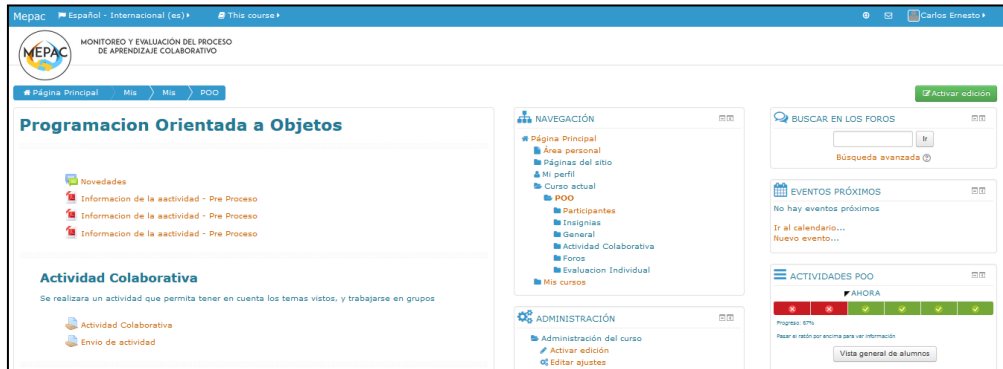 Mepac Español - Internacional (es) This course Carlos Ernesto
MEPAC
MONITOREO Y EVALUACIÓN DEL PROCESO
DE APRENDIZAJE COLABORATIVO
Página Principal Mis Mis POO
Activar edición
Programacion Orientada a Objetos
Novedades
Informacion de la aactividad - Pre Proceso
Informacion de la aactividad - Pre Proceso
Informacion de la aactividad - Pre Proceso
Actividad Colaborativa
Se realizara un actividad que permita tener en cuenta los temas vistos, y trabajarse en grupos
Actividad Colaborativa
Envio de actividad
NAVEGACIÓN
Página Principal
Área personal
Páginas del sitio
Mi perfil
Curso actual
POO
Participantes
Insignias
General
Actividad Colaborativa
Foros
Evaluacion Individual
Mis cursos
ADMINISTRACIÓN
Administración del curso
Activar edición
Editar ajustes
BUSCAR EN LOS FOROS
Ir
Búsqueda avanzada
EVENTOS PRÓXIMOS
No hay eventos próximos
Ir al calendario...
Nuevo evento...
ACTIVIDADES POO
AHORA
Progreso: 67%
Pasar el ratón por encima para ver información
Vista general de alumnos